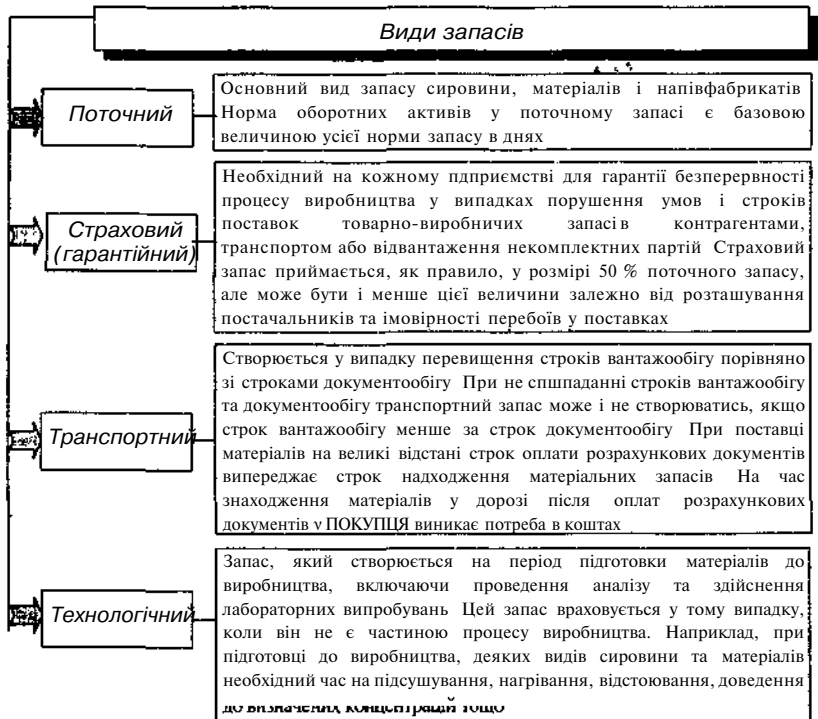 Види запасів
Поточний
Основний вид запасу сировини, матеріалів і напівфабрикатів
Норма оборотних активів у поточному запасі є базовою
величиною усієї норми запасу в днях
Страховий
(гарантійний)
Необхідний на кожному пдприємстві для гарантії безперервності
процесу виробництва у випадках порушення умов і строків
поставок товарно-виробничих запасів контрагентами,
транспортом або відвантаження некомплектних партій Страховий
запас приймається, як правило, у розмірі 50 % поточного запасу,
але може бути і менше цієї величини залежно від розташування
постачальників та імовірності перебоїв у поставках
Транспортний
Створюється у випадку перевищення строків вантажообігу порівняно
зі строками документообігу При не спшпаданні строків вантажообігу
та документообігу транспортний запас може і не створюватись, якщо
строк вантажообігу менше за строк документообігу При поставці
матеріалів на великі відстані строк оплати розрахункових документів
випереджає строк надходження матеріальних запасів На час
знаходження матеріалів у дорозі після оплат розрахункових
документів v ПОКУПЦЯ виникає потреба в коштах
Технологічний
Запас, який створюється на період підготовки матеріалів до
виробництва, включаючи проведення аналізу та здійснення
лабораторних випробувань Цей запас враховується у тому випадку,
коли він не є частиною процесу виробництва. Наприклад, при
підготовці до виробництва, деяких видів сировини та матеріалів
необхідний час на підсушування, нагрівання, відстоювання, доведення
до визначених концентрацій тощо